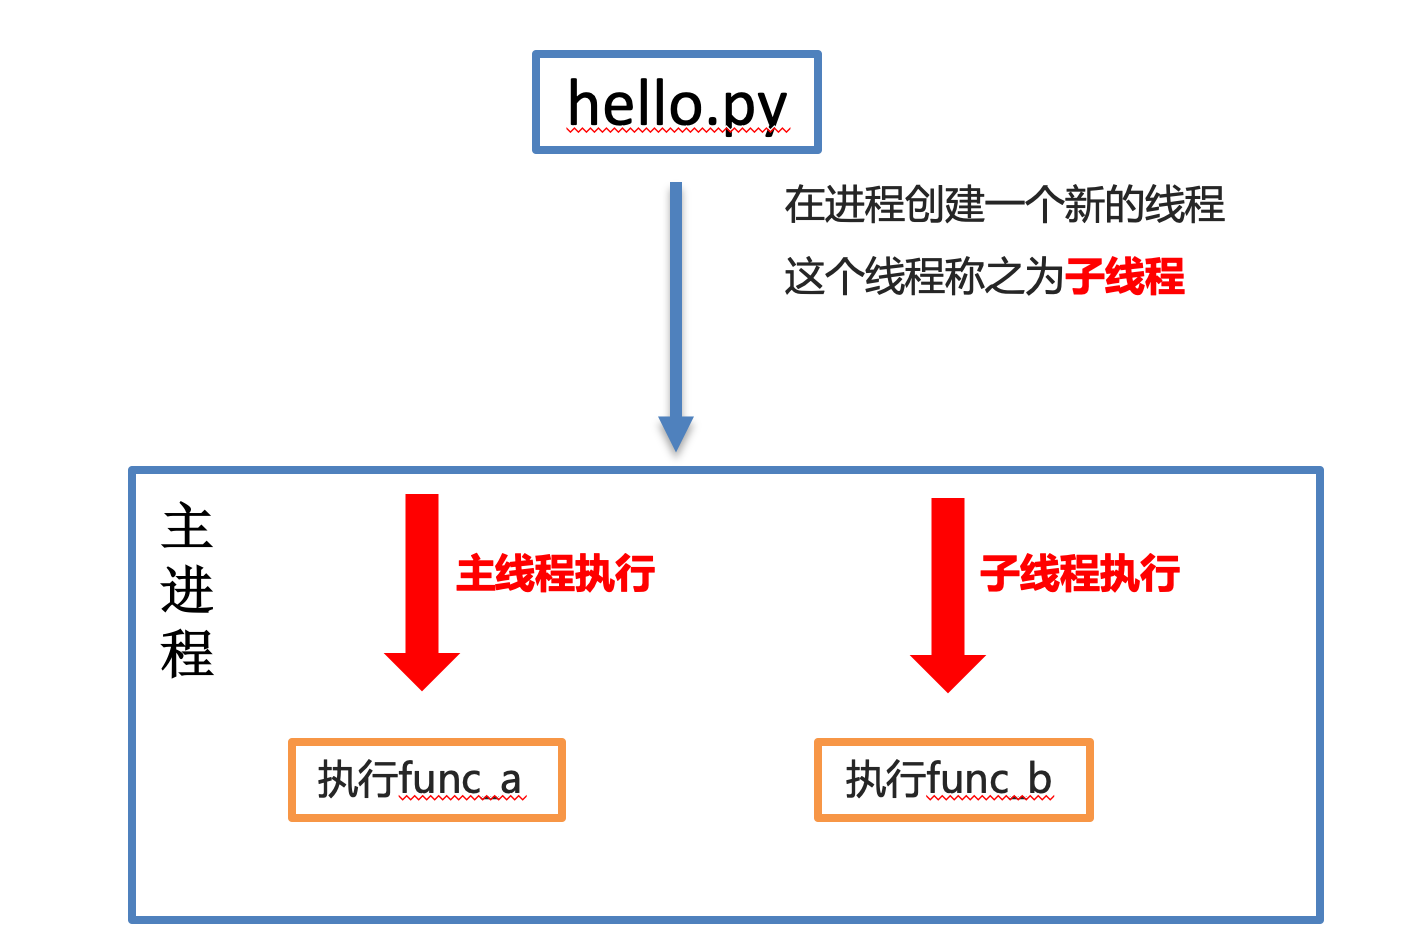 hello.py
在进程创建一个新的线程
这个线程称之为子线程
主进程
主线程执行
子线程执行
执行func_a
执行func_b